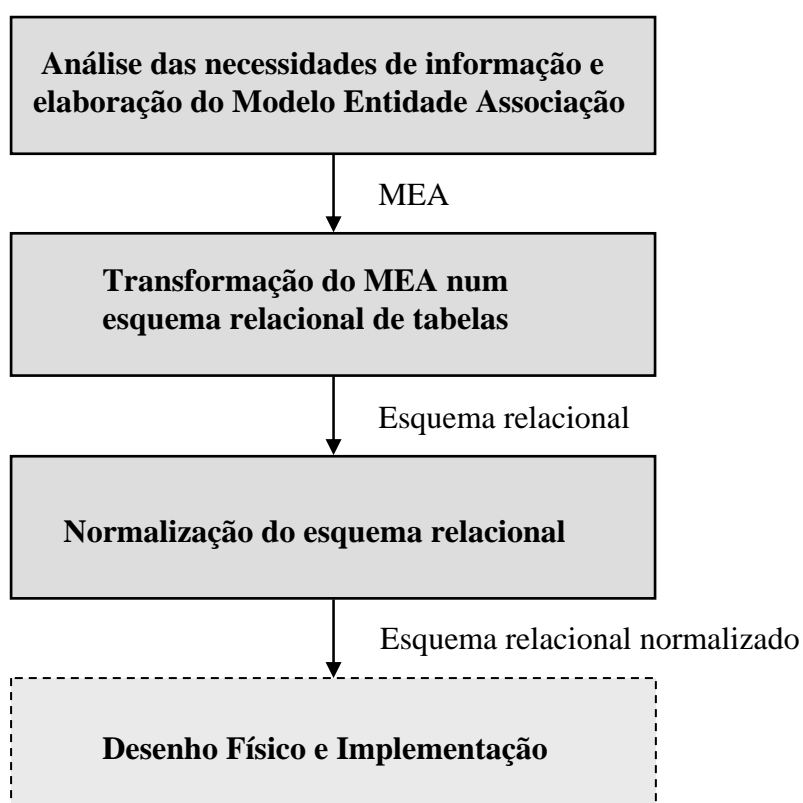 Análise das necessidades de informação e
elaboração do Modelo Entidade Associação
MEA
Transformação do MEA num
esquema relacional de tabelas
Esquema relacional
Normalização do esquema relacional
Esquema relacional normalizado
Desenho Físico e Implementação